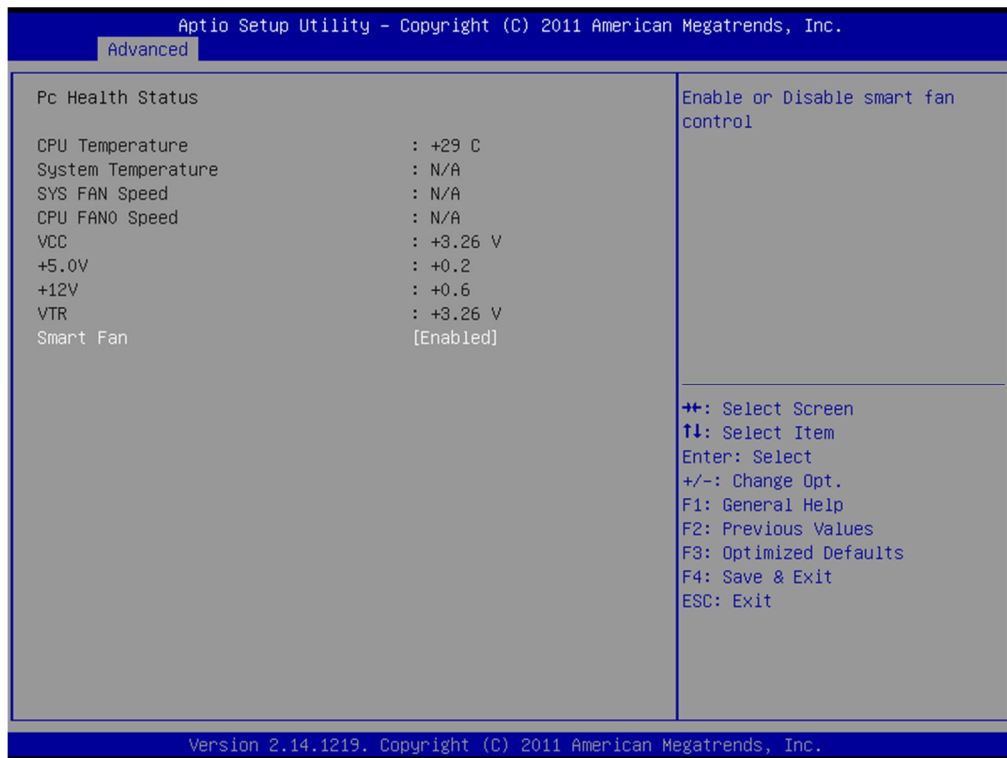 Aptio Setup Utility – Copyright (C) 2011 American Megatrends, Inc.
Advanced
Pc Health Status
CPU Temperature : +29 C
System Temperature : N/A
SYS FAN Speed : N/A
CPU FAN0 Speed : N/A
VCC : +3.26 V
+5.0V : +0.2
+12V : +0.6
VTR : +3.26 V
Smart Fan [Enabled]
Enable or Disable smart fan
control
→←: Select Screen
↑↓: Select Item
Enter: Select
+/-: Change Opt.
F1: General Help
F2: Previous Values
F3: Optimized Defaults
F4: Save & Exit
ESC: Exit
Version 2.14.1219. Copyright (C) 2011 American Megatrends, Inc.